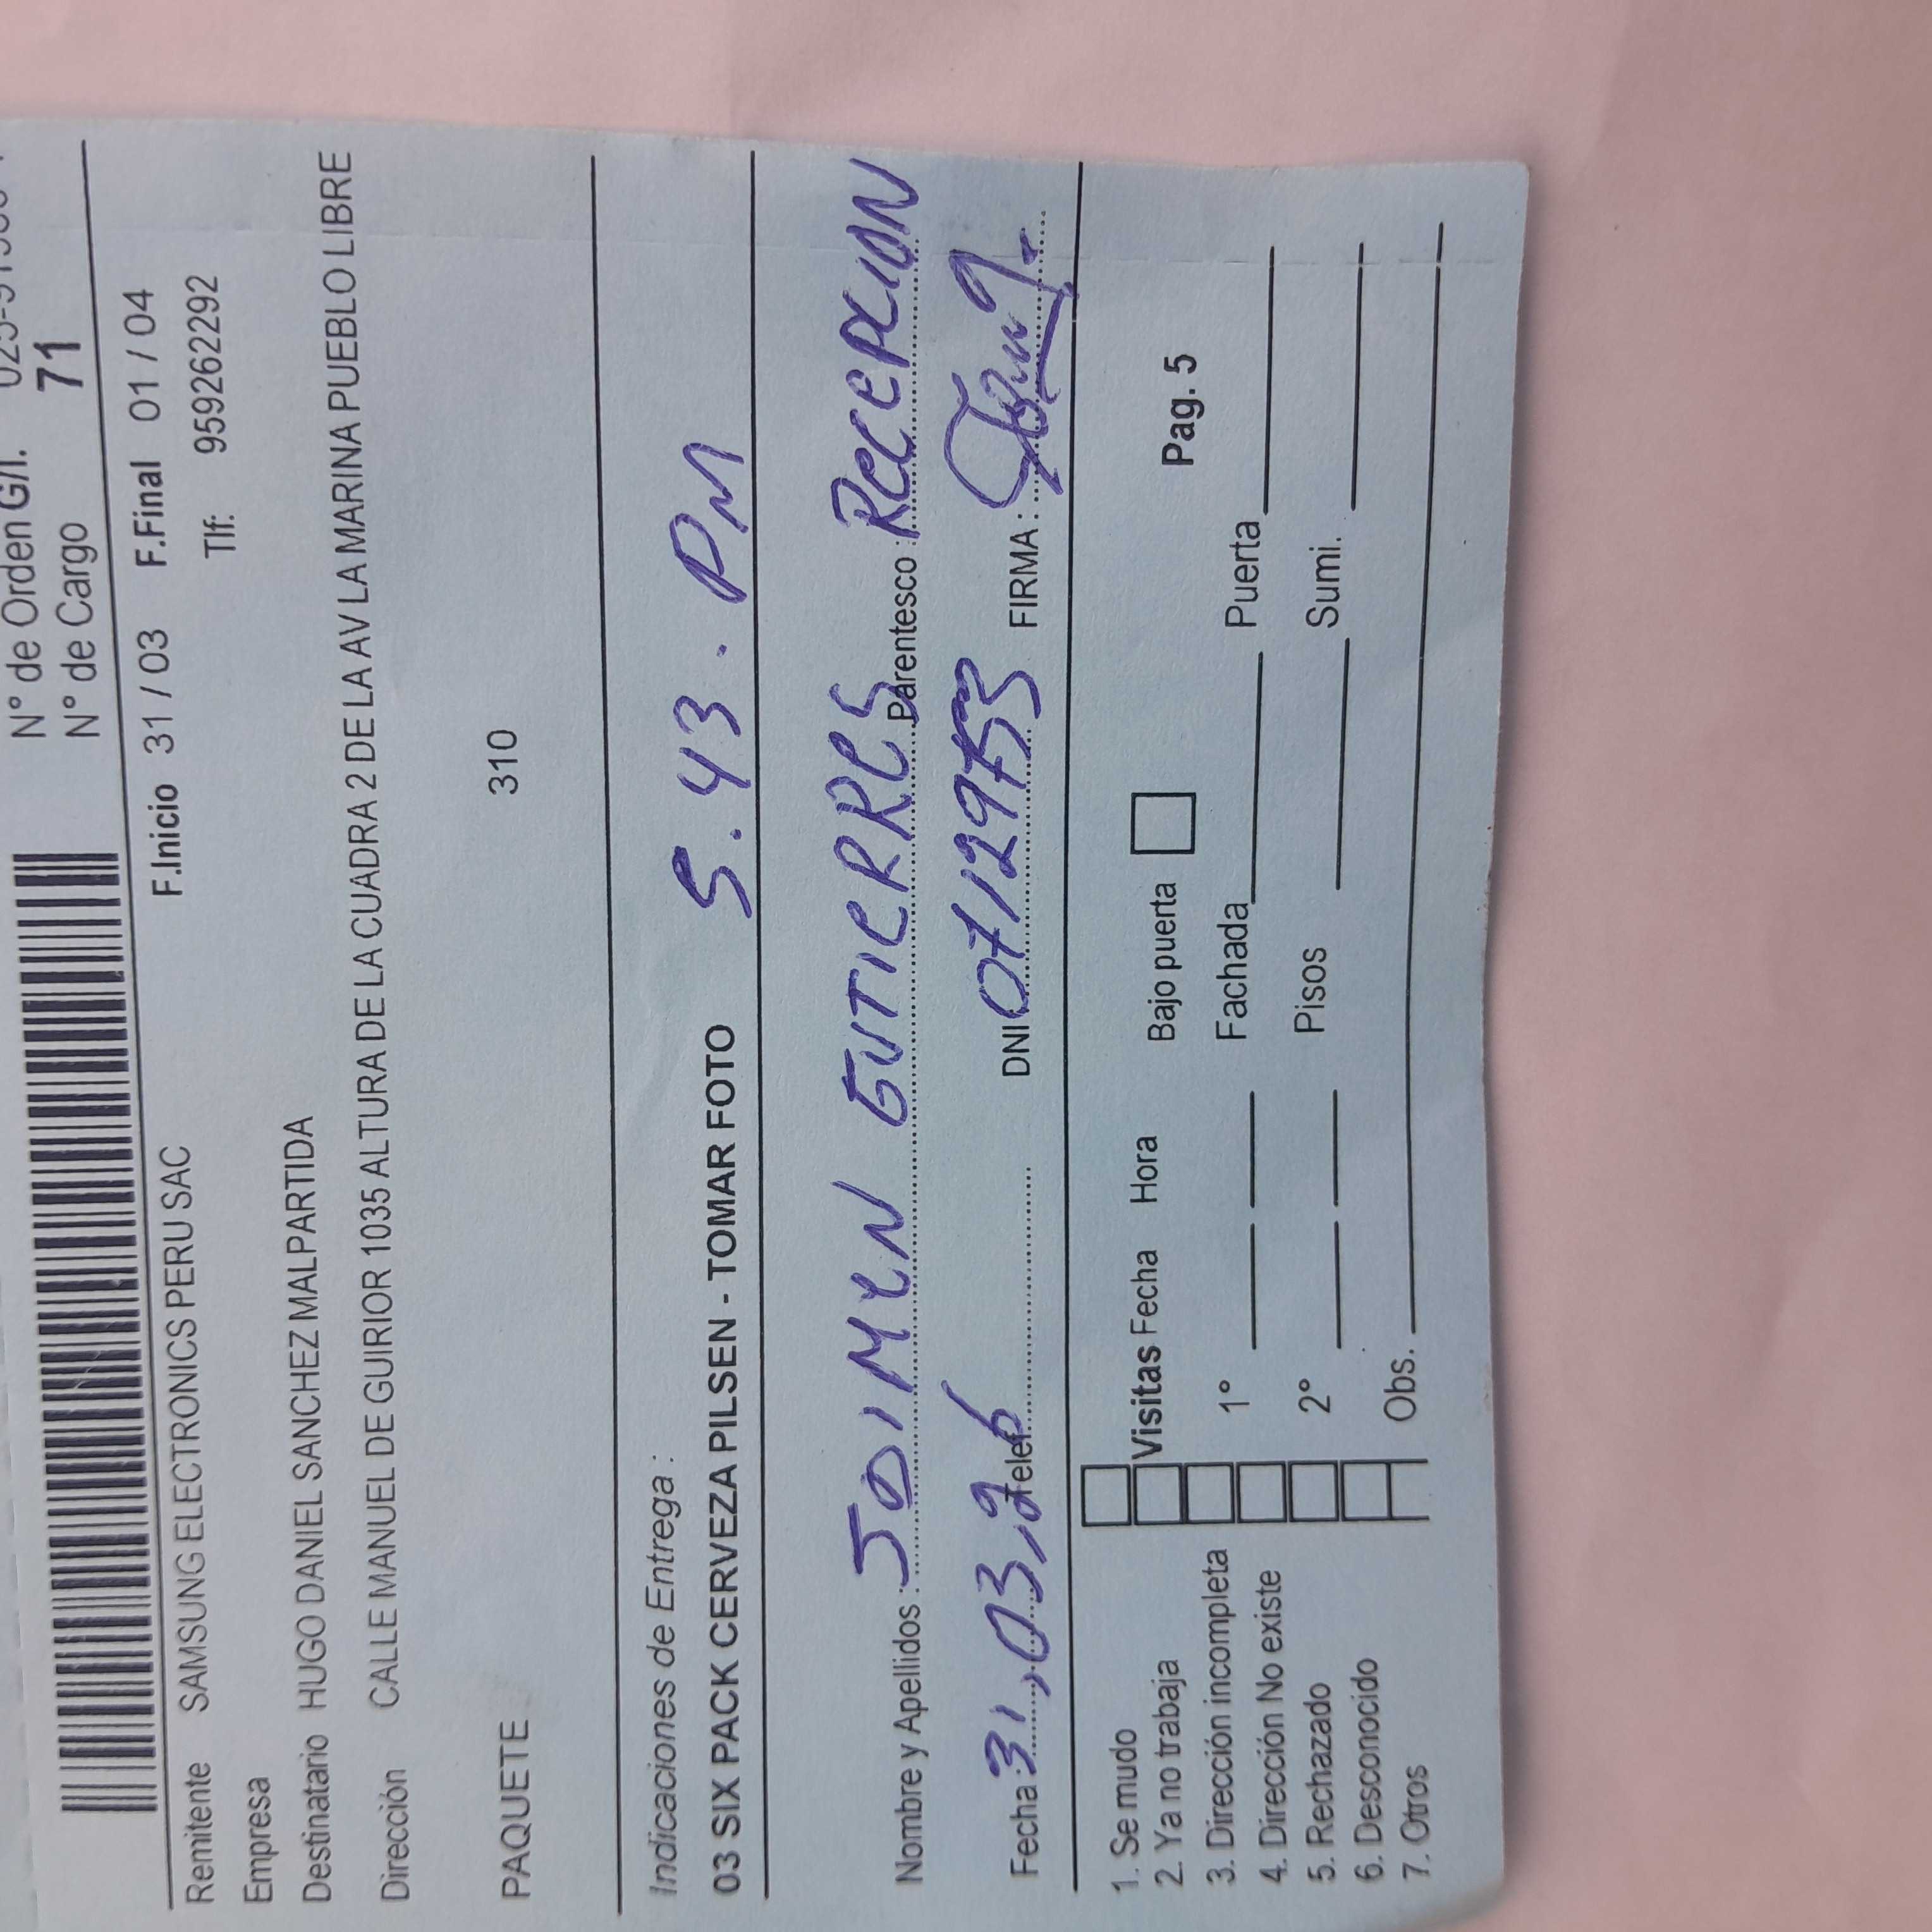 N° de Orden G/I.
N° de Cargo 71
F.Inicio 31 / 03 F.Final 01 / 04
Remitente SAMSUNG ELECTRONICS PERU SAC Tlf: 959262292
Empresa
Destinatario HUGO DANIEL SANCHEZ MALPARTIDA
Dirección CALLE MANUEL DE GUIRIOR 1035 ALTURA DE LA CUADRA 2 DE LA AV LA MARINA PUEBLO LIBRE
PAQUETE 310
Indicaciones de Entrega :
03 SIX PACK CERVEZA PILSEN - TOMAR FOTO 5.43.PM
Nombre y Apellidos : JOIMEN GUTIERRES Parentesco : RECEPCION
Fecha : 31,03,26 Telef. DNI 07129753 FIRMA :
1. Se mudo
2. Ya no trabaja Visitas Fecha Hora Bajo puerta Pag. 5
3. Dirección incompleta 1° Fachada Puerta
4. Dirección No existe
5. Rechazado 2° Pisos Sumi.
6. Desconocido
7. Otros Obs.